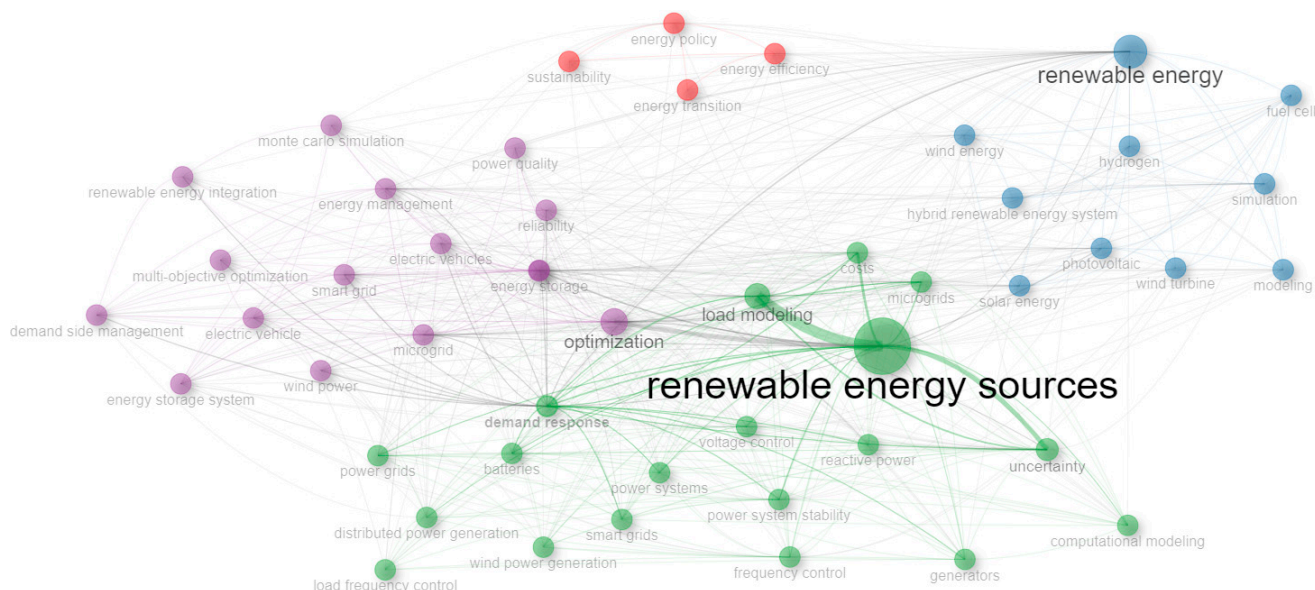 energy policy
sustainability
energy efficiency
renewable energy
energy transition
fuel cell
monte carlo simulation
power quality
wind energy
hydrogen
renewable energy integration
energy management
reliability
hybrid renewable energy system
simulation
multi-objective optimization
smart grid
electric vehicles
energy storage
costs
photovoltaic
wind turbine
modeling
microgrids
solar energy
demand side management
electric vehicle
microgrid
optimization
load modeling
energy storage system
wind power
renewable energy sources
demand response
voltage control
reactive power
uncertainty
power grids
batteries
power systems
power system stability
distributed power generation
smart grids
computational modeling
load frequency control
wind power generation
frequency control
generators